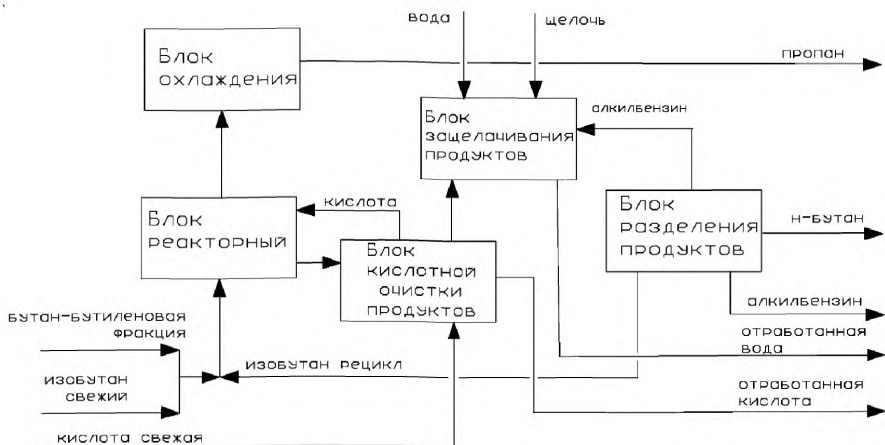 вода
щелочь
Блок
охлаждения
пропан
Блок
защелачивания
продуктов
алкилбензин
Блок
реакторный
кислота
Блок
кислотной
очистки
продуктов
Блок
разделения
продуктов
н-бутан
алкилбензин
бутан-бутиленовая
фракция
отработанная
вода
изобутан рецикл
изобутан
свежий
отработанная
кислота
кислота свежая